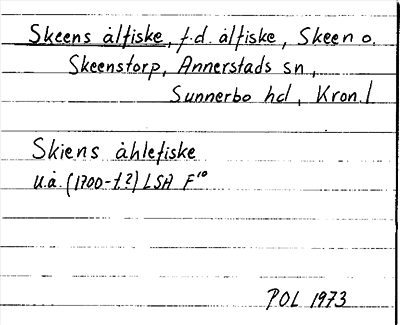 Skeens ålfiske, f.d. ålfiske, Skeen o.
Skeenstorp, Annerstads sn,
Sunnerbo hd, Kron. l
Skiens åhlefiske
u.å. (1700-t.?) LSA F¹⁰
POL 1973